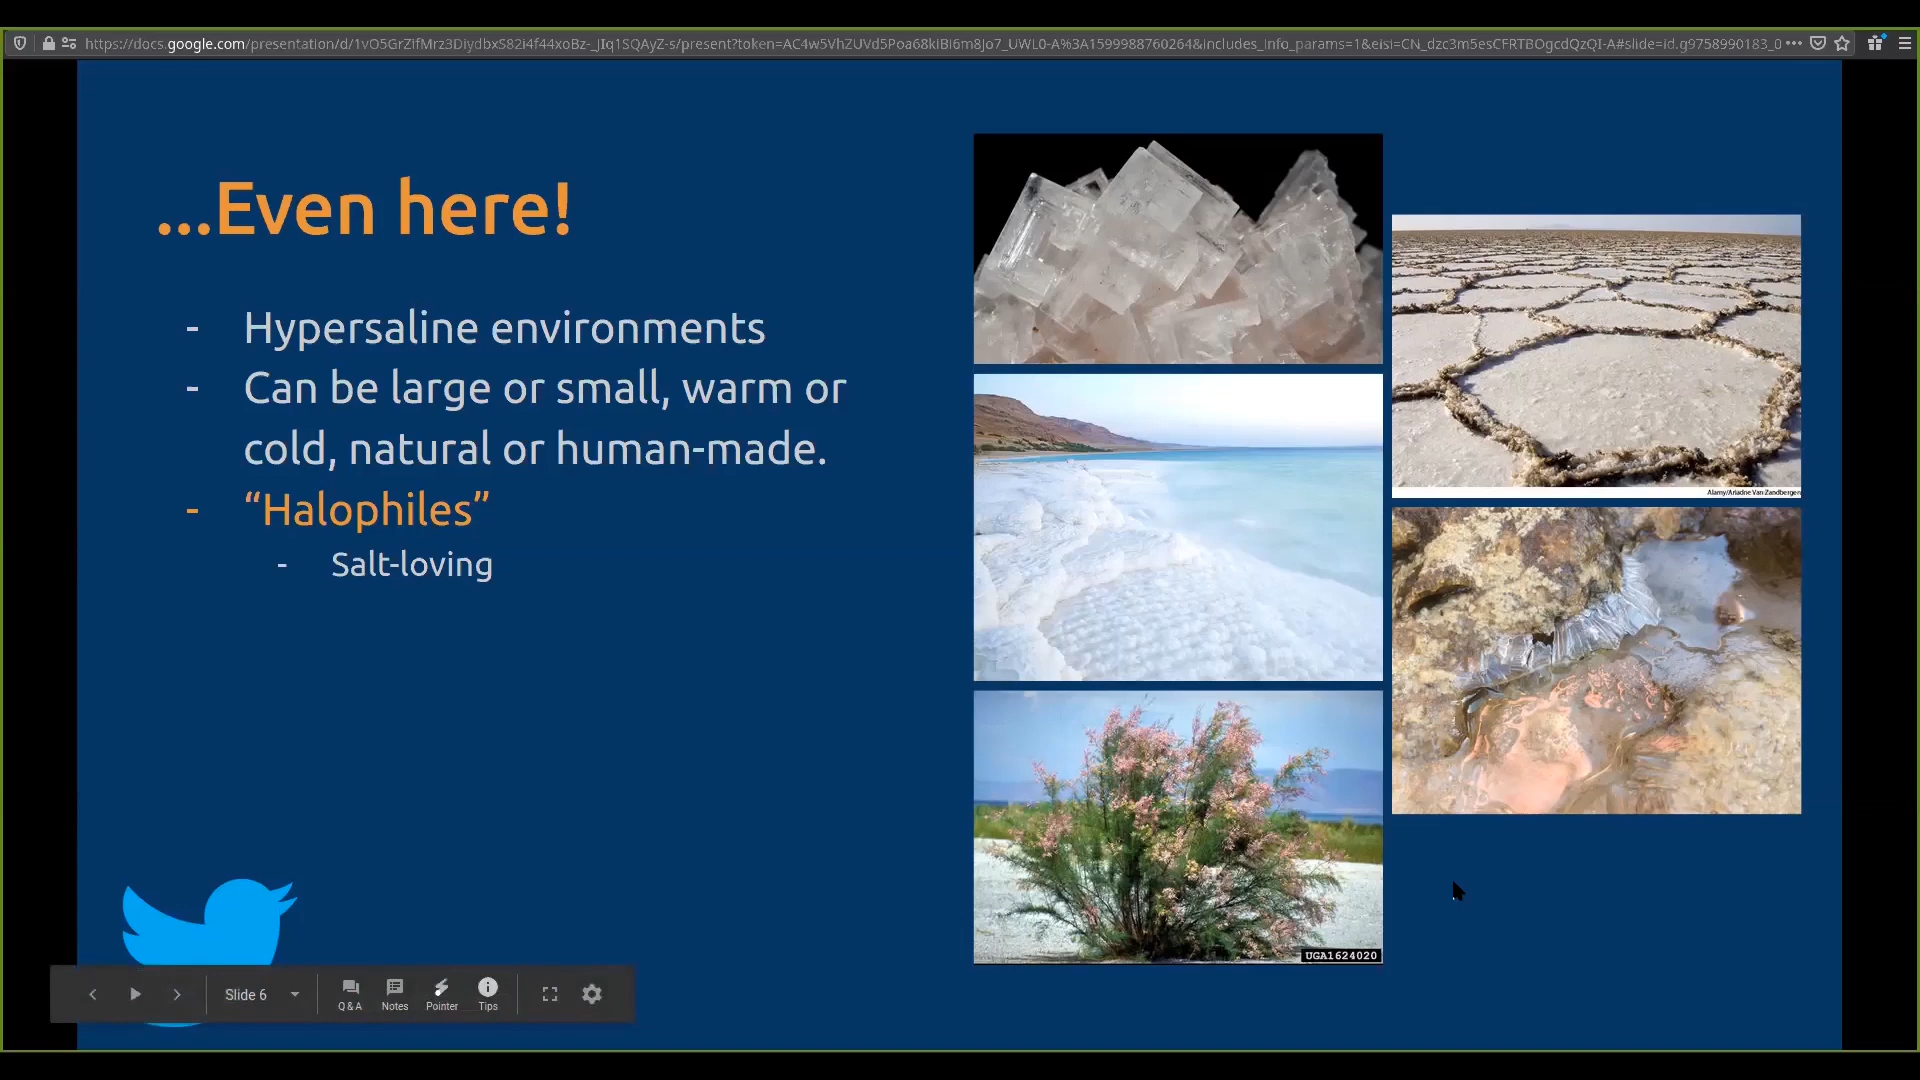 https://docs.google.com/presentation/d/1vO5GrZifMrz3DiydbxS82i4f44xoBz-_JIq1SQAyZ-s/present?token=AC4w5VhZUVd5Poa68kIBI6m8Jo7_UWL0-A%3A1599988760264&includes_info_params=1&eisi=CN_dzc3m5esCFRTBOgcdQzQI-A#slide=id.g9758990183_0
...Even here!
- Hypersaline environments
- Can be large or small, warm or
cold, natural or human-made.
- “Halophiles”
- Salt-loving
Alamy/Ariadne Van Zandbergen
UGA1624020
Slide 6
Q & A
Notes
Pointer
Tips